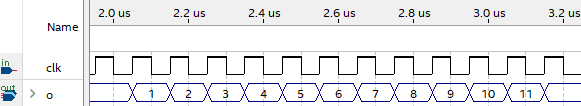 2.0 us 2.2 us 2.4 us 2.6 us 2.8 us 3.0 us 3.2 us
Name
in
clk
out
o 1 2 3 4 5 6 7 8 9 10 11